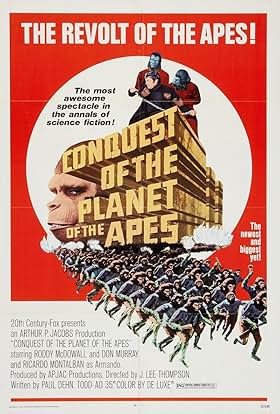 THE REVOLT OF THE APES!
The most
awesome
spectacle in
the annals of
science fiction!
CONQUEST
OF THE
PLANET
OF THE APES
The newest
and
biggest yet!
20th Century-Fox presents
an ARTHUR P. JACOBS Production
"CONQUEST OF THE PLANET OF THE APES"
starring RODDY McDOWALL and DON MURRAY
and RICARDO MONTALBAN as Armando.
Produced by APJAC Productions Directed by J. LEE THOMPSON
Written by PAUL DEHN. TODD-AO 35 COLOR BY DE LUXE®
PG